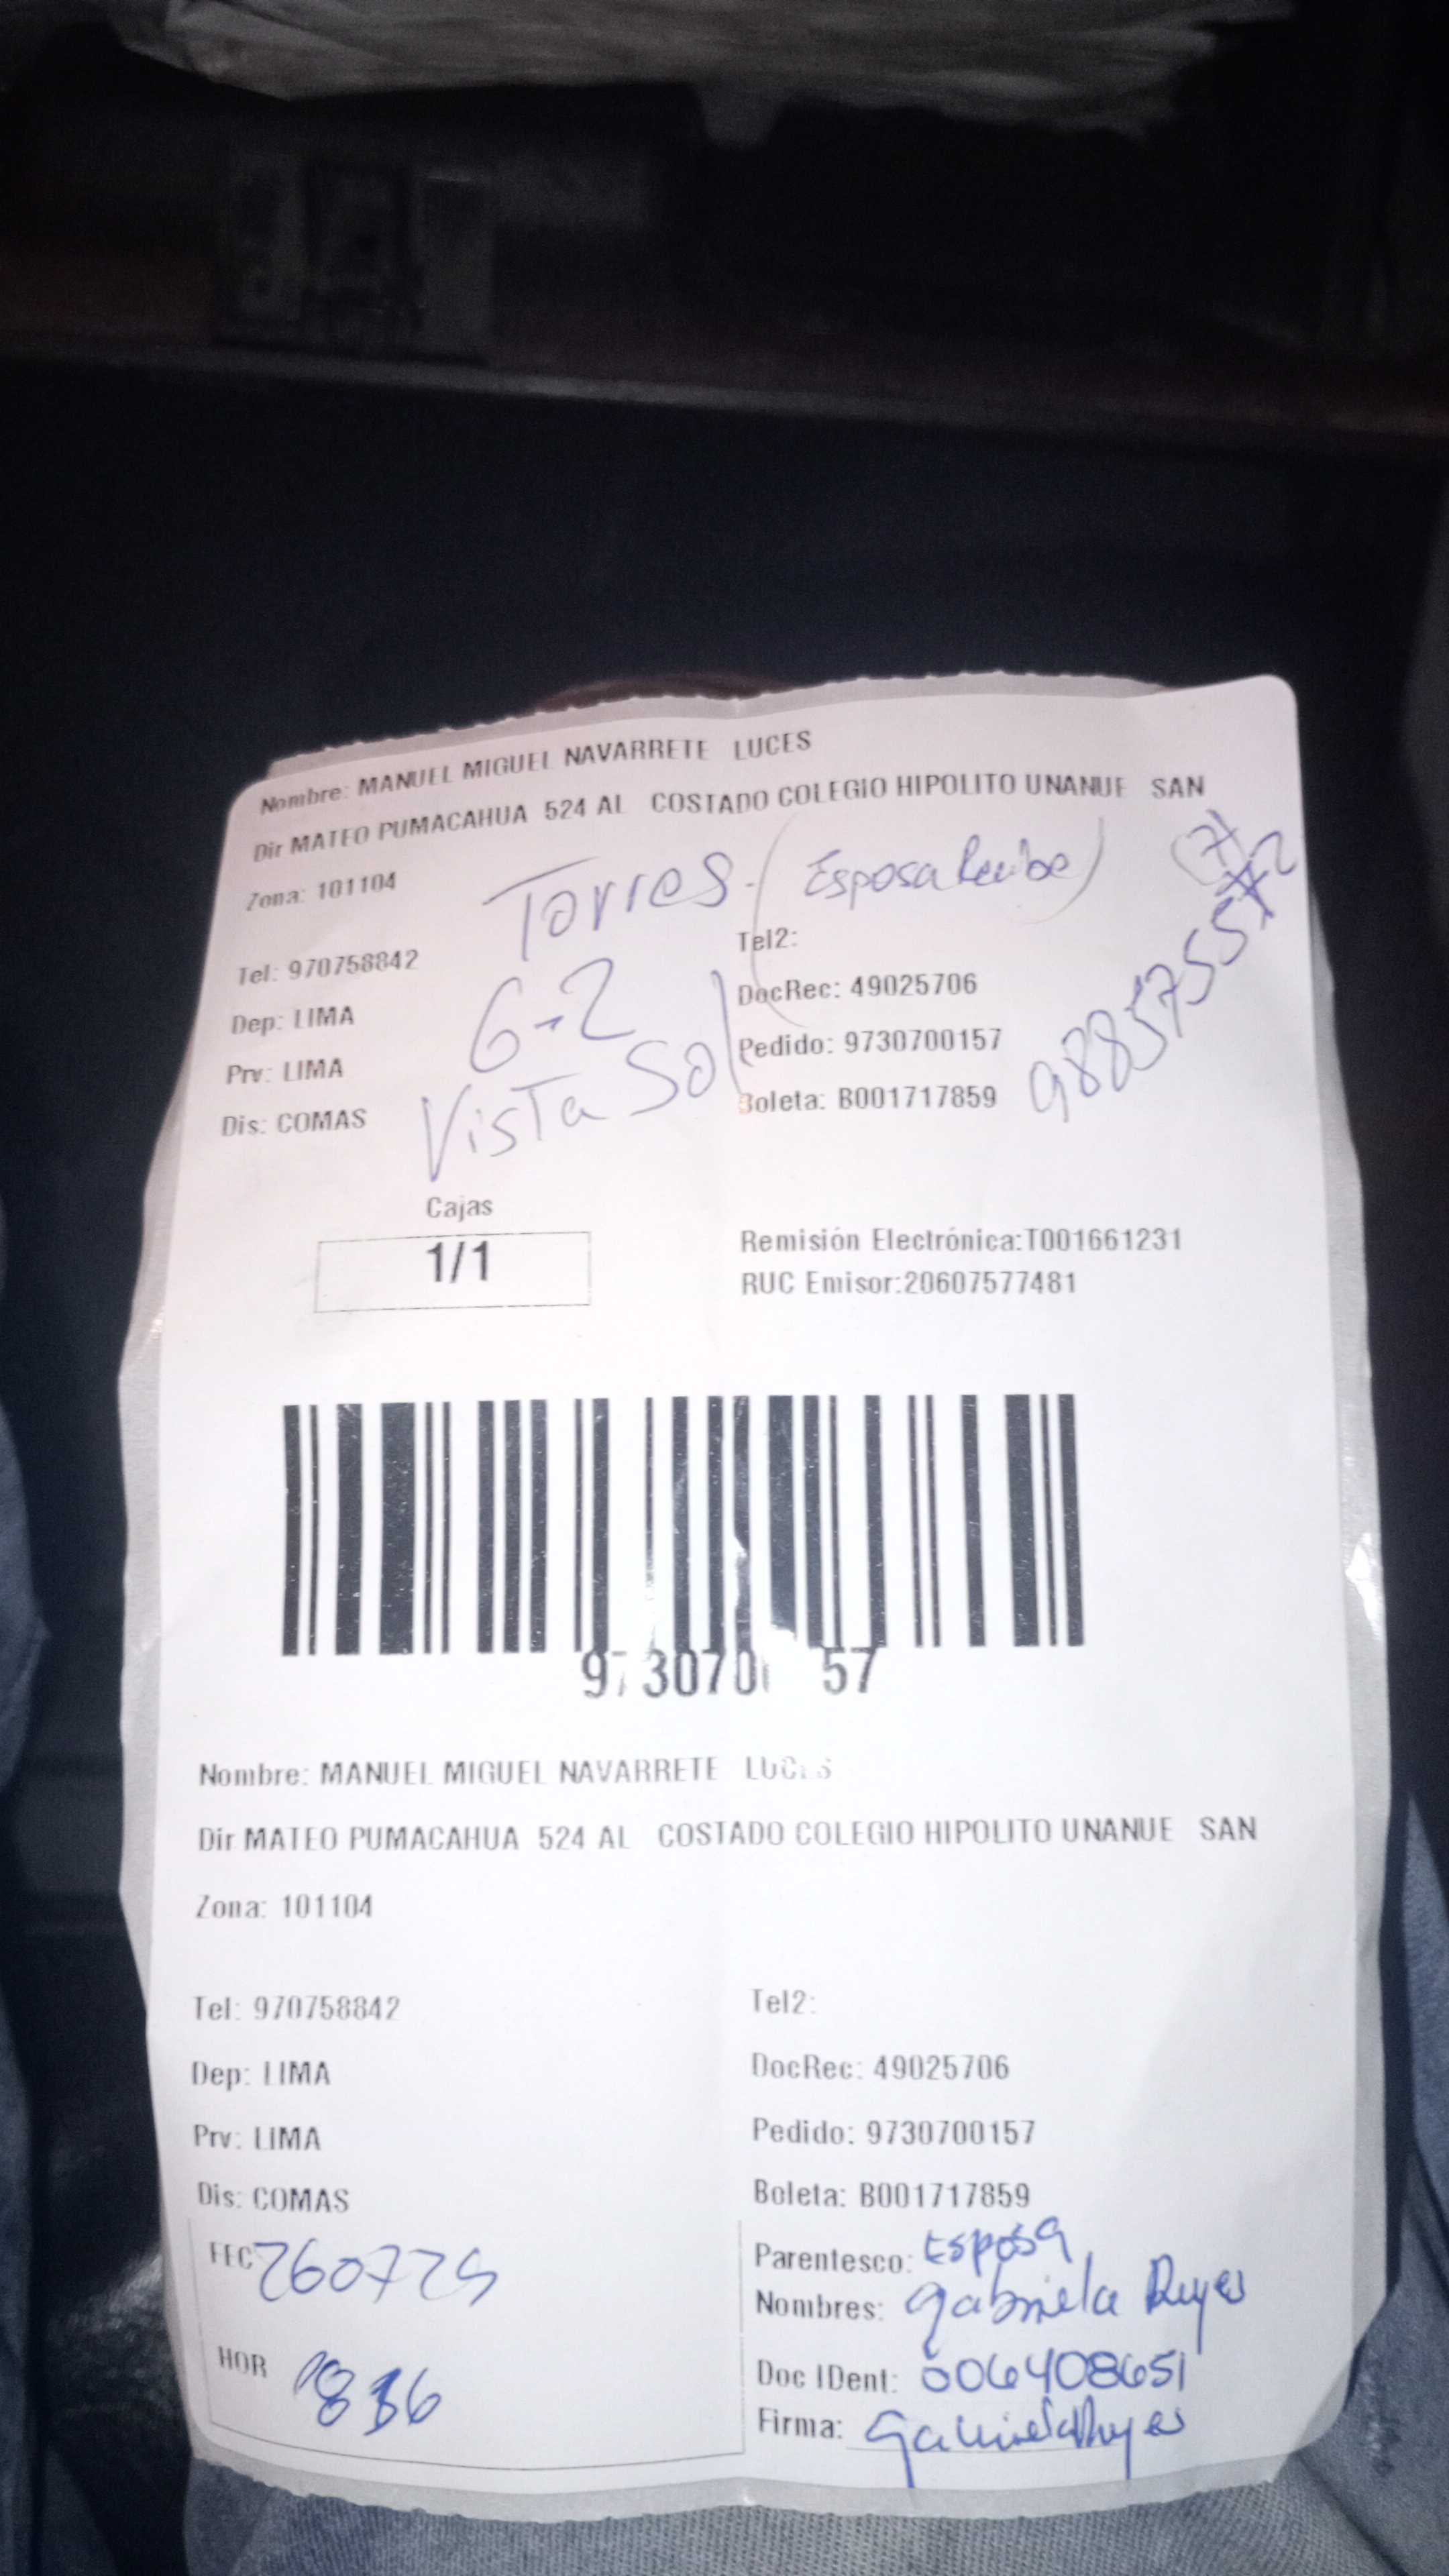 Nombre: MANUEL MIGUEL NAVARRETE LUCES
Dir MATEO PUMACAHUA 524 AL COSTADO COLEGIO HIPOLITO UNANUE SAN
Zona: 101104
Torres - (Esposa Recibe)
Tel: 970758842
Tel2:
6-2
Dep: LIMA
DocRec: 49025706
Prv: LIMA
Pedido: 9730700157
Vista Sol
Dis: COMAS
Boleta: B001717859
Cajas
1/1
Remisión Electrónica:T001661231
RUC Emisor:20607577481
9730700157
Nombre: MANUEL MIGUEL NAVARRETE LUCES
Dir MATEO PUMACAHUA 524 AL COSTADO COLEGIO HIPOLITO UNANUE SAN
Zona: 101104
Tel: 970758842
Tel2:
Dep: LIMA
DocRec: 49025706
Prv: LIMA
Pedido: 9730700157
Dis: COMAS
Boleta: B001717859
FEC 260725
Parentesco: Esposa
Nombres: Gabriela Reyes
HOR
Doc IDent: 006408651
Firma: